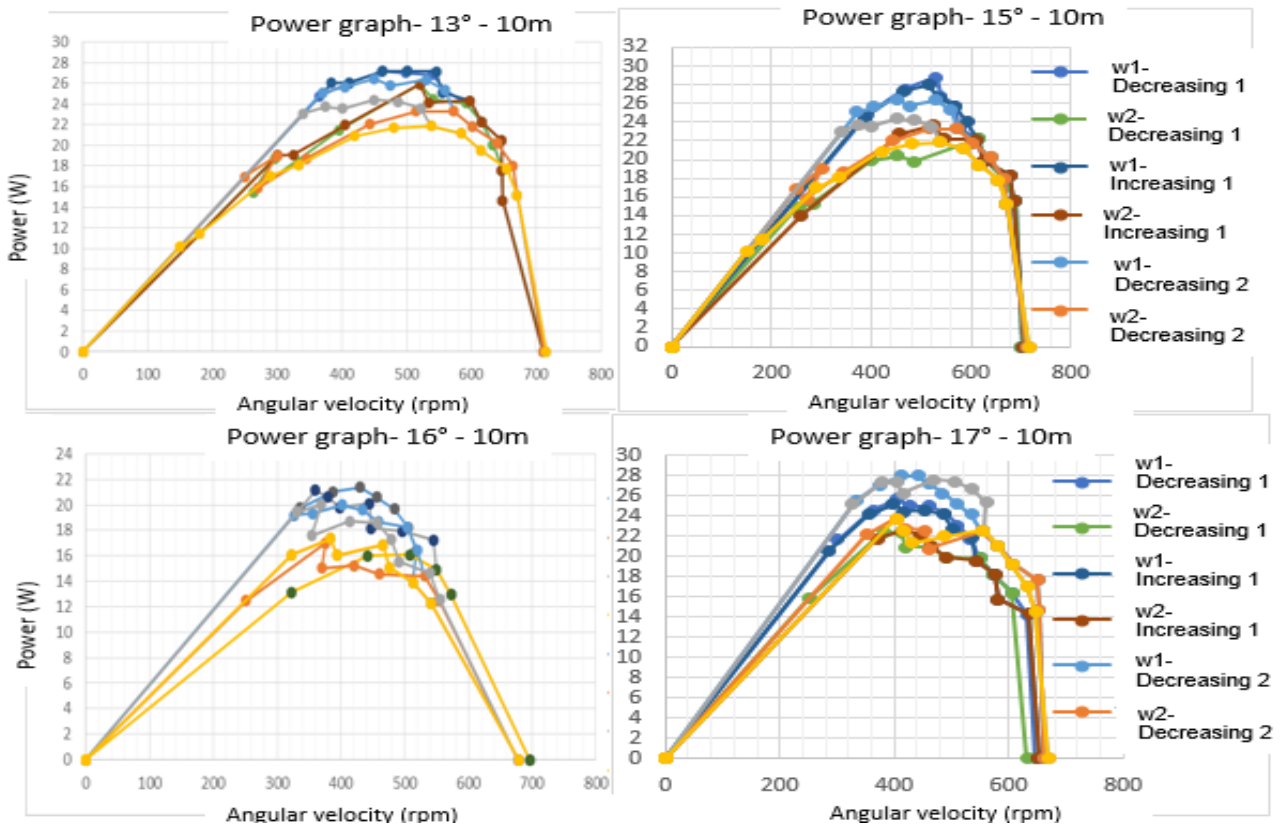 Power graph- 13° - 10m
30
28
26
24
22
20
18
16
14
12
10
8
6
4
2
0
Power (W)
0 100 200 300 400 500 600 700 800
Angular velocity (rpm)
Power graph- 15° - 10m
32
30
28
26
24
22
20
18
16
14
12
10
8
6
4
2
0
0 200 400 600 800
Angular velocity (rpm)
w1-
Decreasing 1
w2-
Decreasing 1
w1-
Increasing 1
w2-
Increasing 1
w1-
Decreasing 2
w2-
Decreasing 2
Power graph- 16° - 10m
24
22
20
18
16
14
12
10
8
6
4
2
0
Power (W)
0 100 200 300 400 500 600 700 800
Angular velocity (rpm)
Power graph- 17° - 10m
30
28
26
24
22
20
18
16
14
12
10
8
6
4
2
0
0 200 400 600 800
Angular velocity (rpm)
w1-
Decreasing 1
w2-
Decreasing 1
w1-
Increasing 1
w2-
Increasing 1
w1-
Decreasing 2
w2-
Decreasing 2